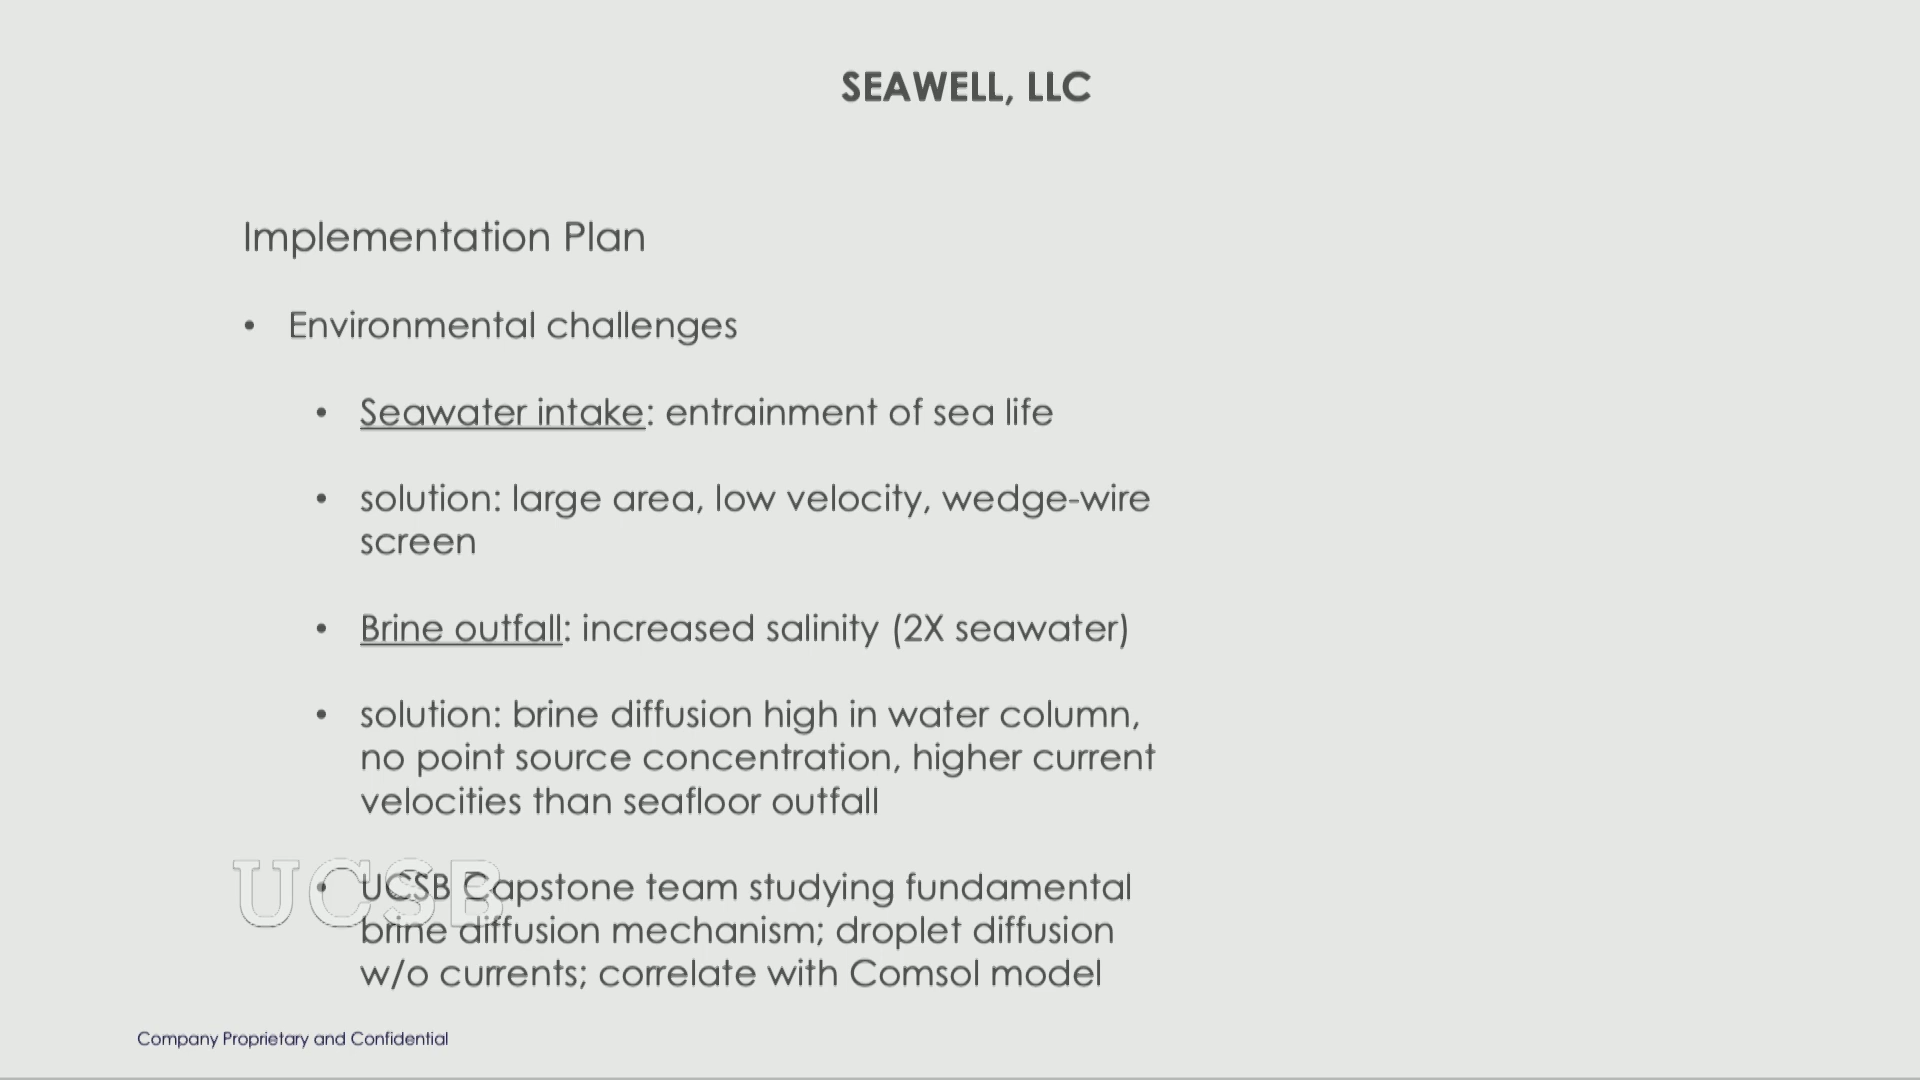 SEAWELL, LLC
Implementation Plan
• Environmental challenges
• Seawater intake: entrainment of sea life
• solution: large area, low velocity, wedge-wire
screen
• Brine outfall: increased salinity (2X seawater)
• solution: brine diffusion high in water column,
no point source concentration, higher current
velocities than seafloor outfall
UCSB
• UCSB Capstone team studying fundamental
brine diffusion mechanism; droplet diffusion
w/o currents; correlate with Comsol model
Company Proprietary and Confidential